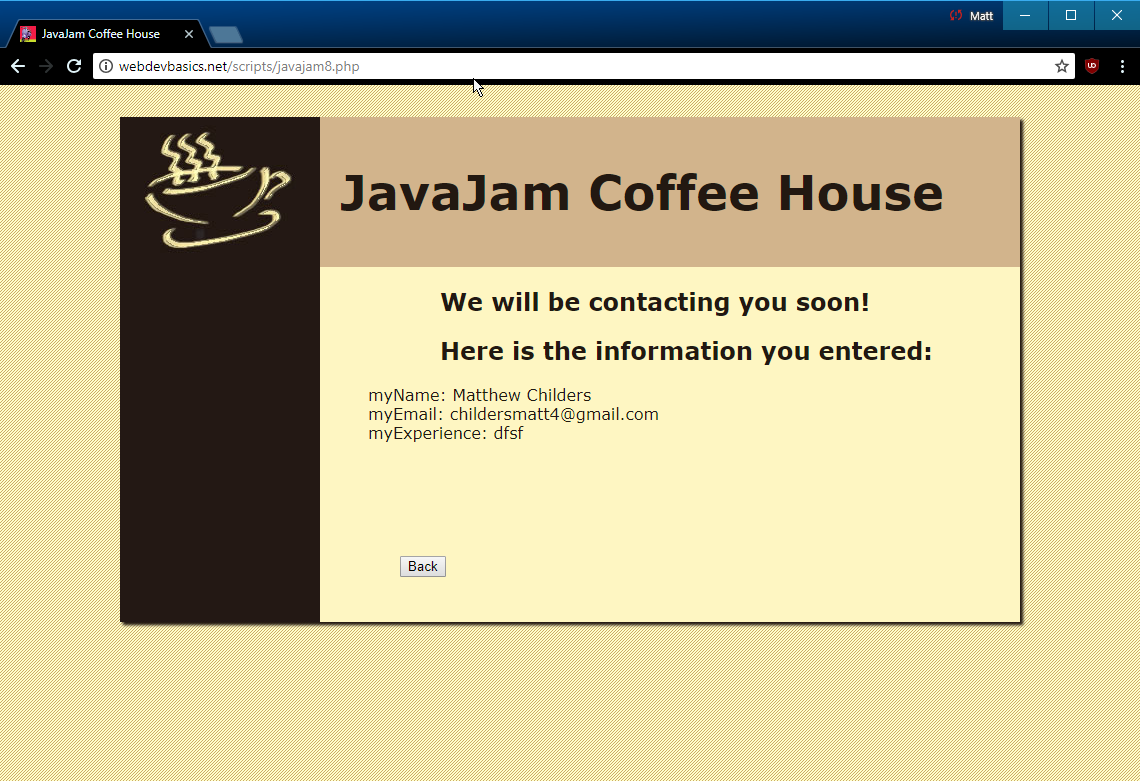 Matt
JavaJam Coffee House
webdevbasics.net/scripts/javajam8.php
JavaJam Coffee House
We will be contacting you soon!
Here is the information you entered:
myName: Matthew Childers
myEmail: childersmatt4@gmail.com
myExperience: dfsf
Back